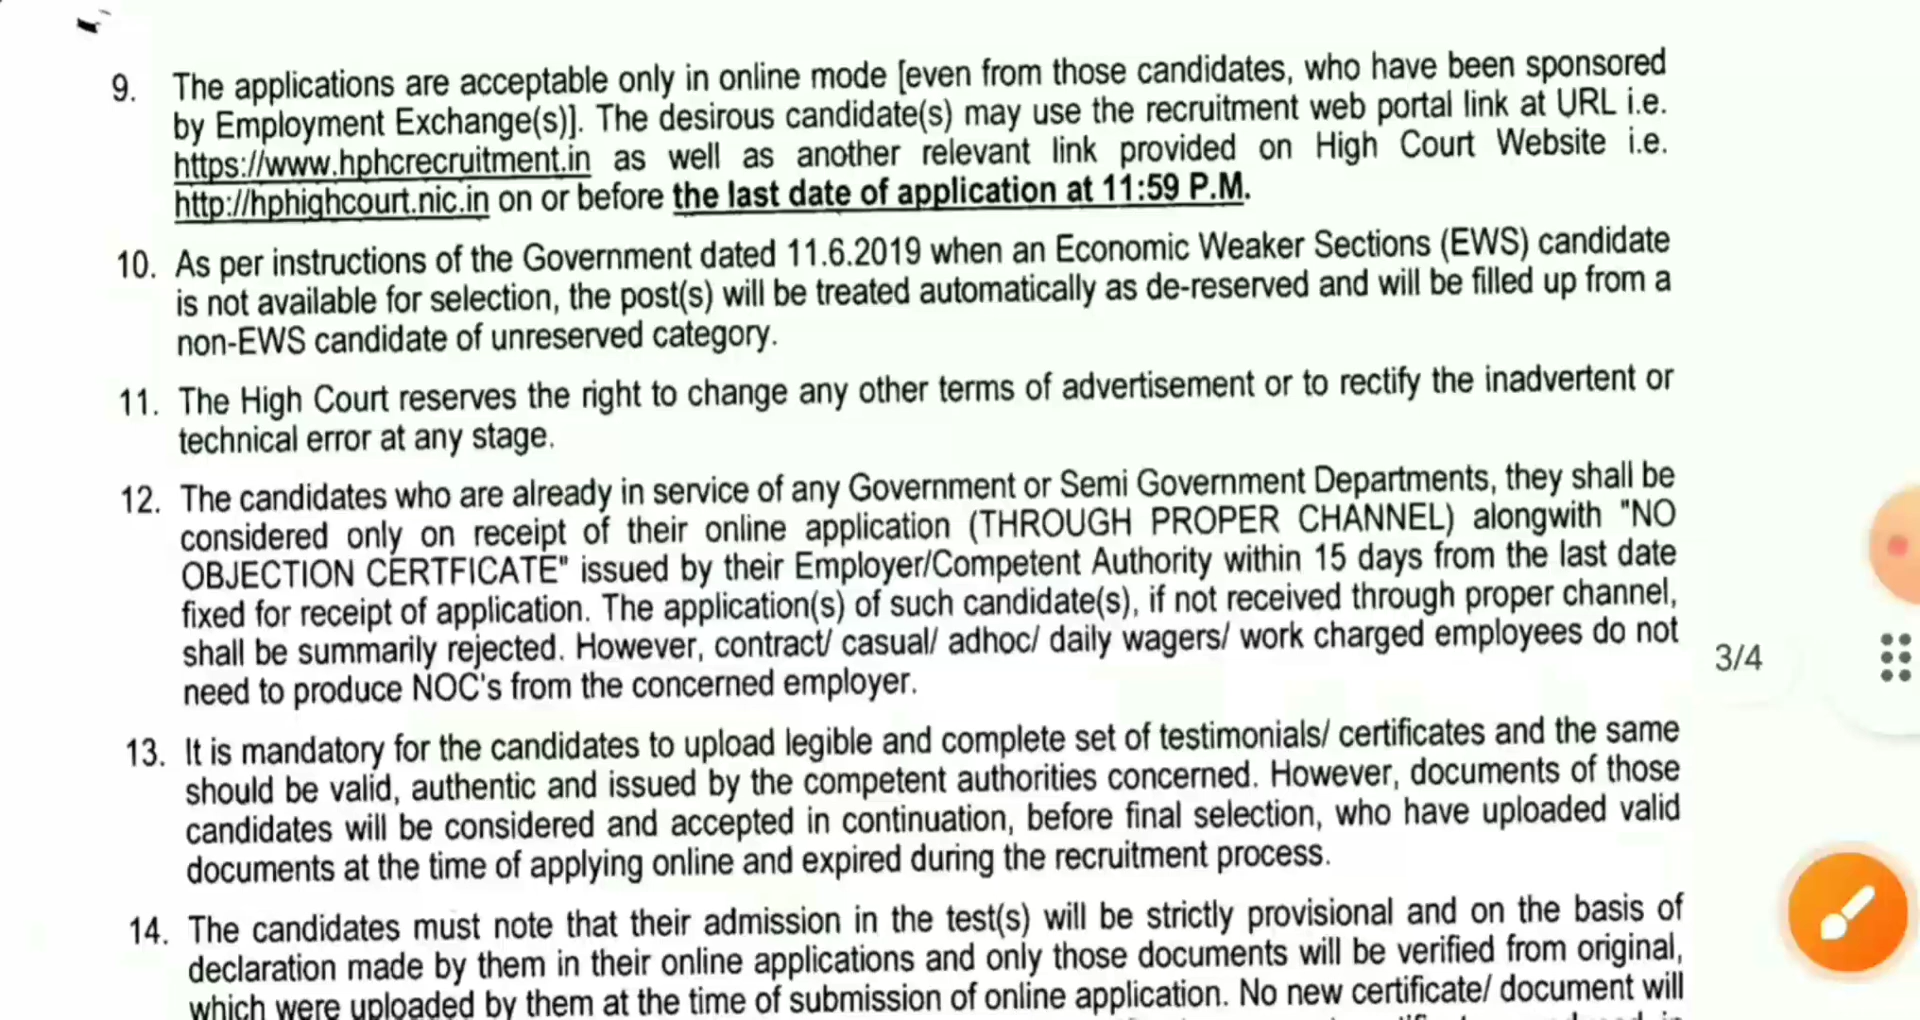 9. The applications are acceptable only in online mode [even from those candidates, who have been sponsored
by Employment Exchange(s)]. The desirous candidate(s) may use the recruitment web portal link at URL i.e.
https://www.hphcrecruitment.in as well as another relevant link provided on High Court Website i.e.
http://hphighcourt.nic.in on or before the last date of application at 11:59 P.M.
10. As per instructions of the Government dated 11.6.2019 when an Economic Weaker Sections (EWS) candidate
is not available for selection, the post(s) will be treated automatically as de-reserved and will be filled up from a
non-EWS candidate of unreserved category.
11. The High Court reserves the right to change any other terms of advertisement or to rectify the inadvertent or
technical error at any stage.
12. The candidates who are already in service of any Government or Semi Government Departments, they shall be
considered only on receipt of their online application (THROUGH PROPER CHANNEL) alongwith "NO
OBJECTION CERTFICATE" issued by their Employer/Competent Authority within 15 days from the last date
fixed for receipt of application. The application(s) of such candidate(s), if not received through proper channel,
shall be summarily rejected. However, contract/ casual/ adhoc/ daily wagers/ work charged employees do not
need to produce NOC's from the concerned employer.
3/4
13. It is mandatory for the candidates to upload legible and complete set of testimonials/ certificates and the same
should be valid, authentic and issued by the competent authorities concerned. However, documents of those
candidates will be considered and accepted in continuation, before final selection, who have uploaded valid
documents at the time of applying online and expired during the recruitment process.
14. The candidates must note that their admission in the test(s) will be strictly provisional and on the basis of
declaration made by them in their online applications and only those documents will be verified from original,
which were uploaded by them at the time of submission of online application. No new certificate/ document will